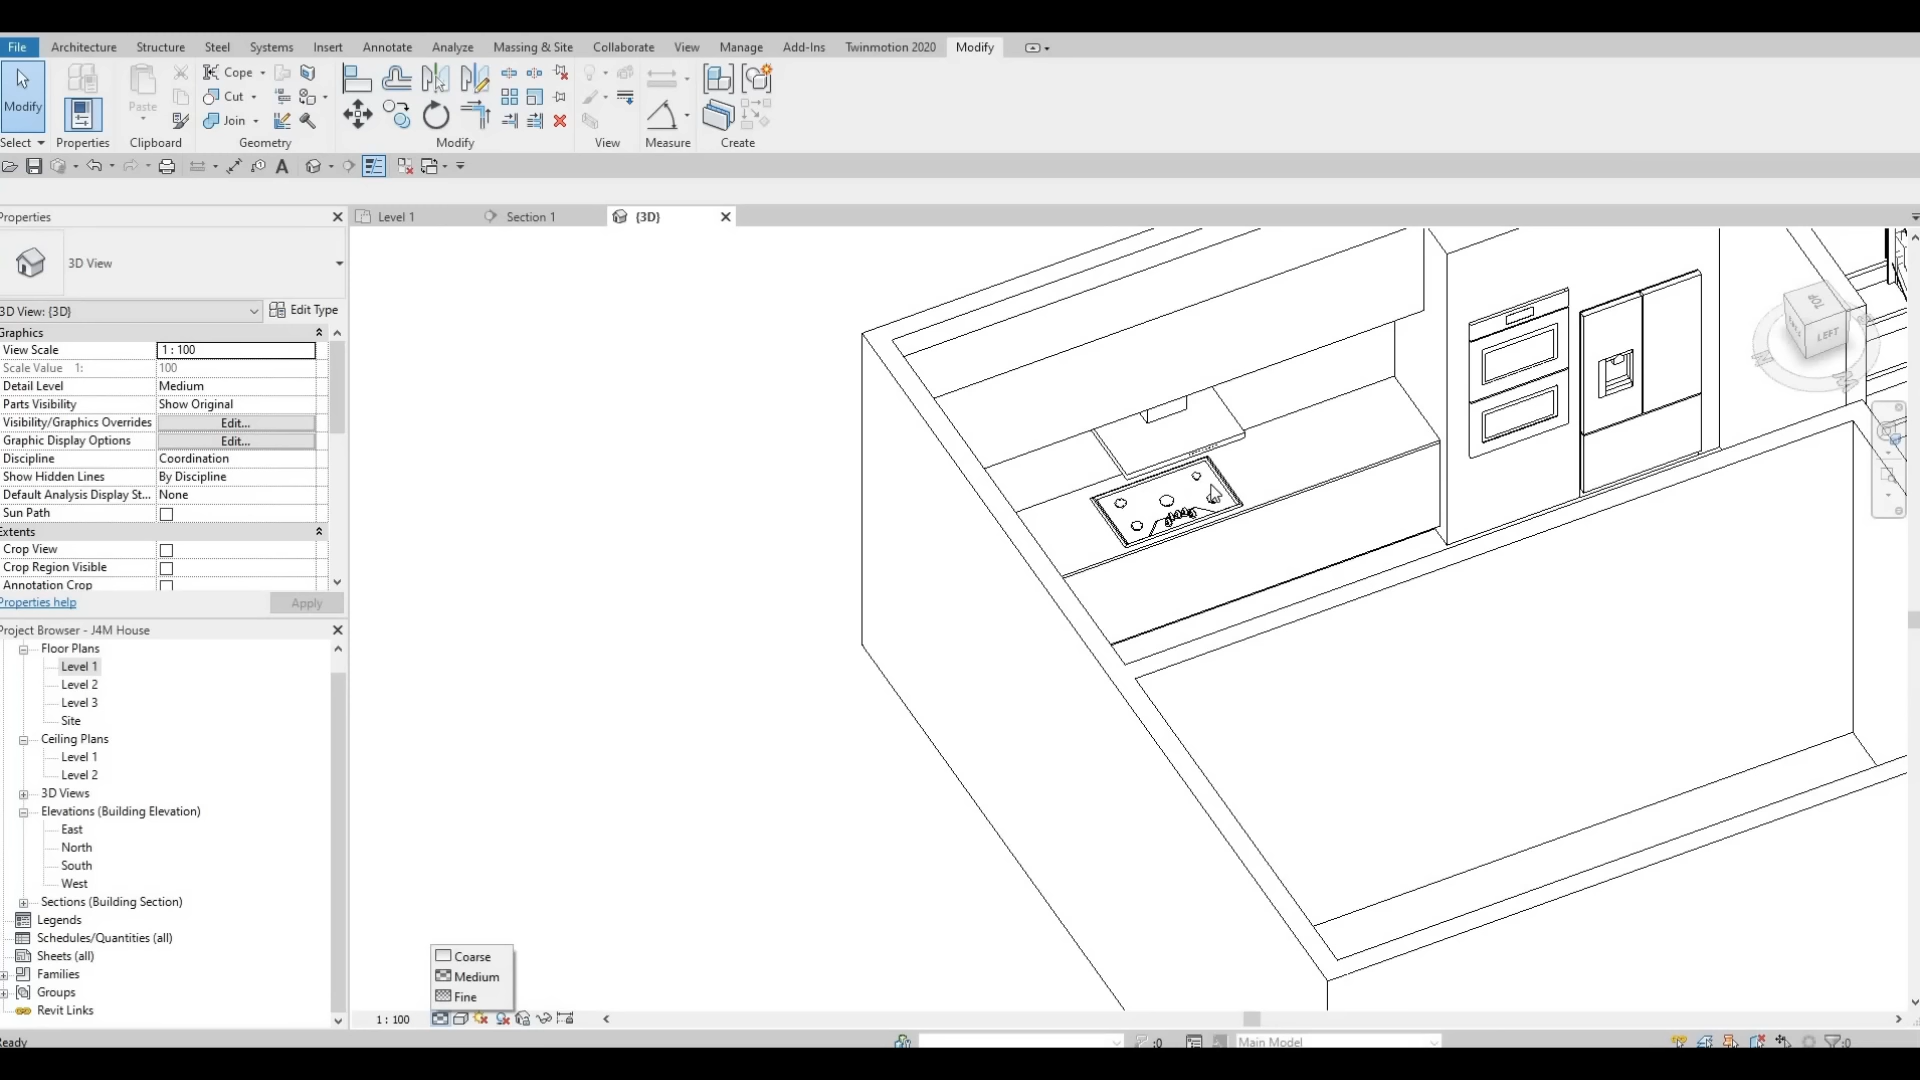 File Architecture Structure Steel Systems Insert Annotate Analyze Massing & Site Collaborate View Manage Add-Ins Twinmotion 2020 Modify
Cope
Cut
Join
Modify
Paste
Select Properties Clipboard Geometry Modify View Measure Create
A
Properties
Level 1 Section 1 {3D}
3D View
3D View: {3D} Edit Type
Graphics
View Scale 1 : 100
Scale Value 1: 100
Detail Level Medium
Parts Visibility Show Original
Visibility/Graphics Overrides Edit...
Graphic Display Options Edit...
Discipline Coordination
Show Hidden Lines By Discipline
Default Analysis Display St... None
Sun Path
Extents
Crop View
Crop Region Visible
Annotation Crop
Properties help Apply
Project Browser - J4M House
Floor Plans
Level 1
Level 2
Level 3
Site
Ceiling Plans
Level 1
Level 2
3D Views
Elevations (Building Elevation)
East
North
South
West
Sections (Building Section)
Legends
Schedules/Quantities (all)
Sheets (all)
Families
Groups
Revit Links
TOP
LEFT
Coarse
Medium
Fine
1 : 100
Ready
:0
Main Model
:0